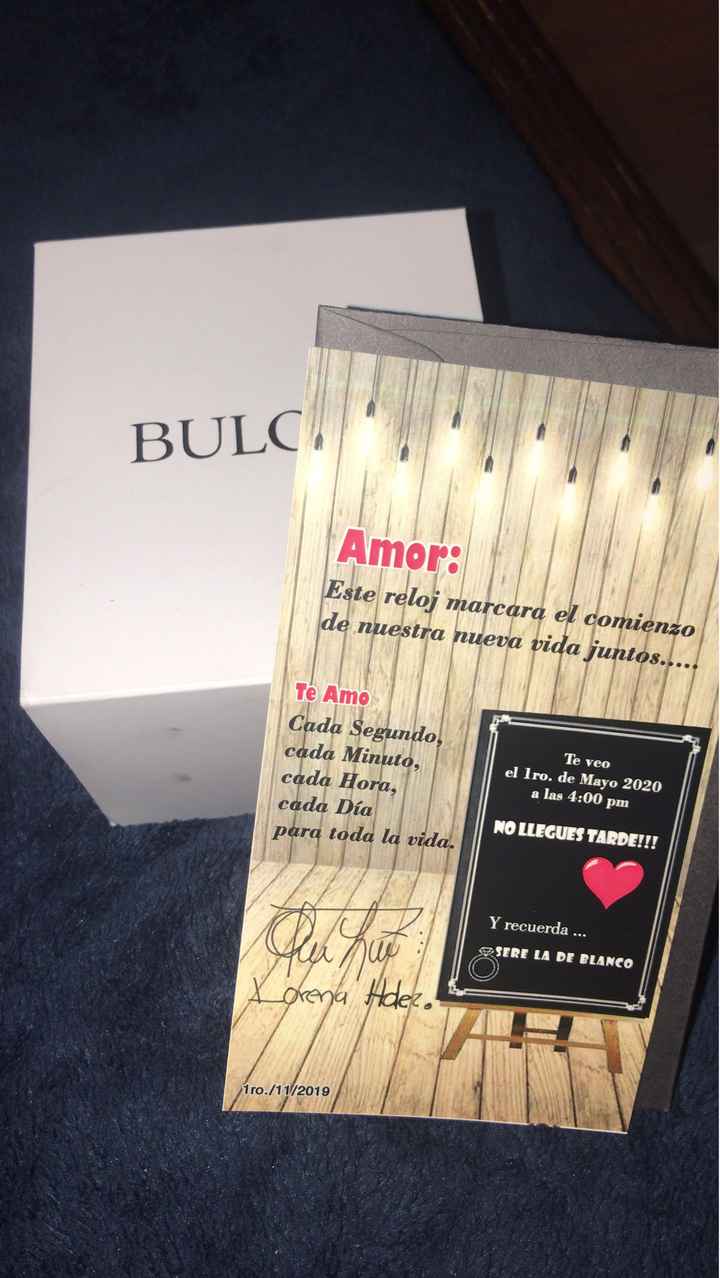 BULO
Amor:
Este reloj marcara el comienzo
de nuestra nueva vida juntos.....
Te Amo
Cada Segundo,
cada Minuto,
cada Hora,
cada Día
para toda la vida.
Te veo
el 1ro. de Mayo 2020
a las 4:00 pm
NO LLEGUES TARDE!!!
Y recuerda ...
SERE LA DE BLANCO
Lorena Hdez.
1ro./11/2019